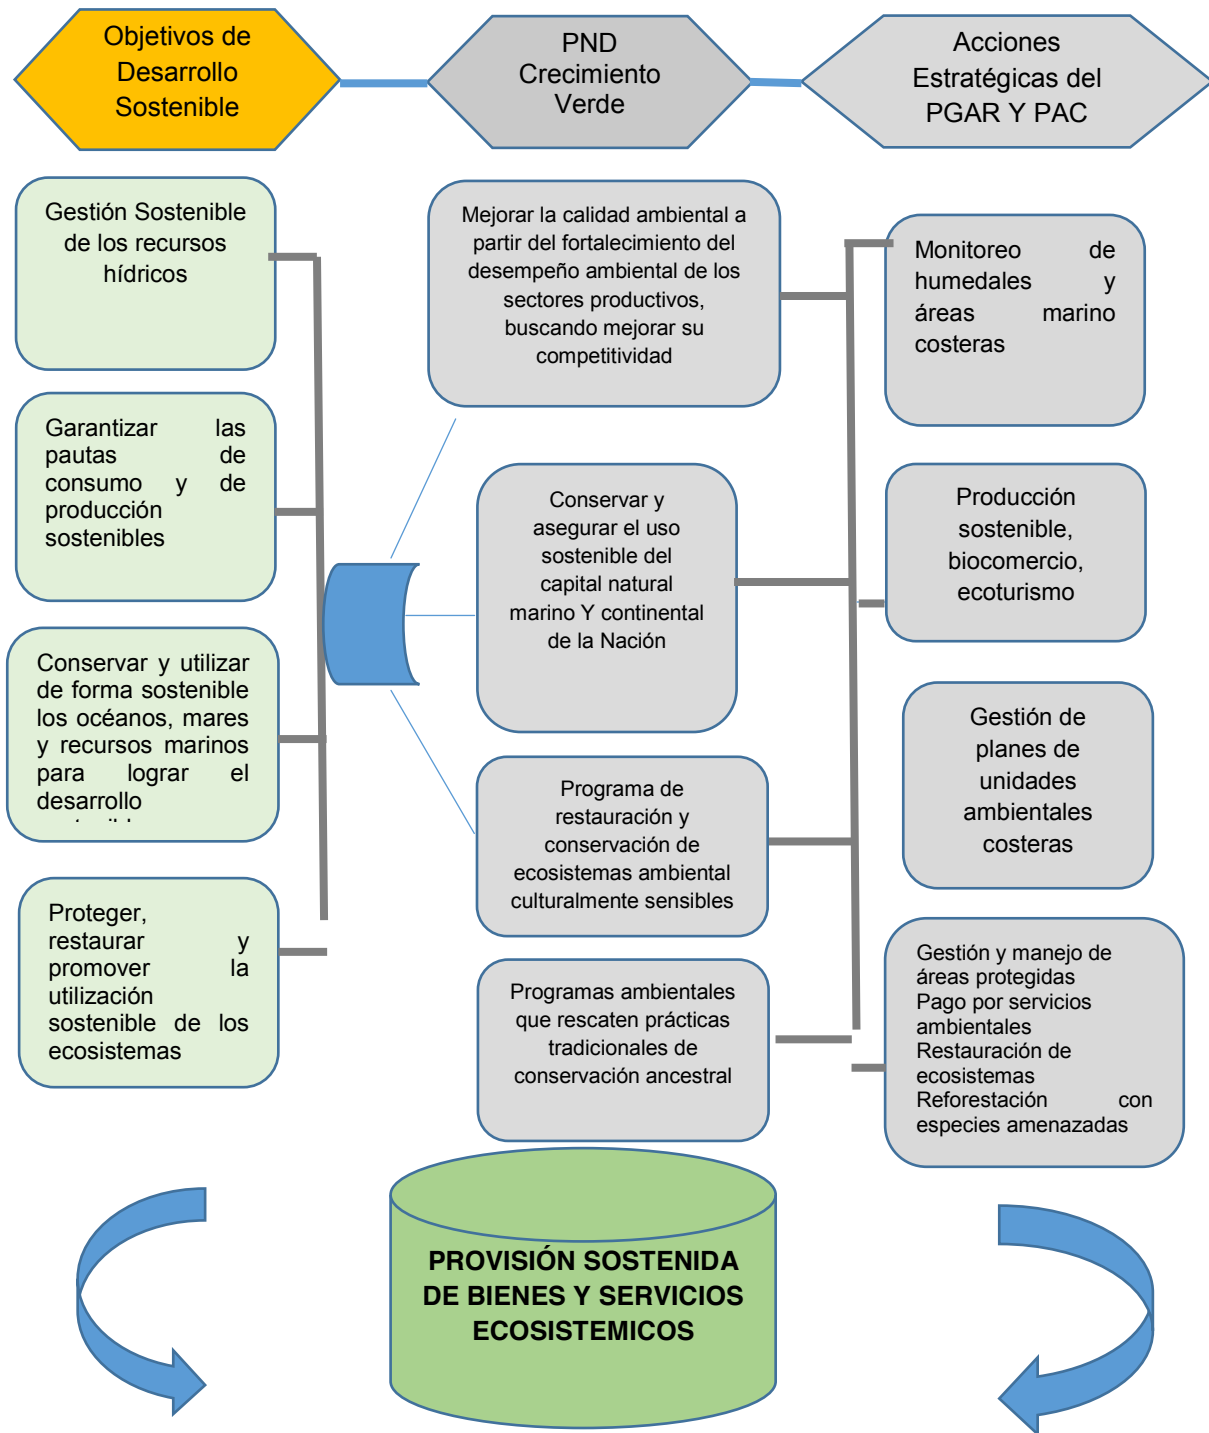 Objetivos de
Desarrollo
Sostenible
PND
Crecimiento
Verde
Acciones
Estratégicas del
PGAR Y PAC
Gestión Sostenible
de los recursos
hídricos
Garantizar las
pautas de
consumo y de
producción
sostenibles
Conservar y utilizar
de forma sostenible
los océanos, mares
y recursos marinos
para lograr el
desarrollo
Proteger,
restaurar y
promover la
utilización
sostenible de los
ecosistemas
Mejorar la calidad ambiental a
partir del fortalecimiento del
desempeño ambiental de los
sectores productivos,
buscando mejorar su
competitividad
Conservar y
asegurar el uso
sostenible del
capital natural
marino Y continental
de la Nación
Programa de
restauración y
conservación de
ecosistemas ambiental
culturalmente sensibles
Programas ambientales
que rescaten prácticas
tradicionales de
conservación ancestral
Monitoreo de
humedales y
áreas marino
costeras
Producción
sostenible,
biocomercio,
ecoturismo
Gestión de
planes de
unidades
ambientales
costeras
Gestión y manejo de
áreas protegidas
Pago por servicios
ambientales
Restauración de
ecosistemas
Reforestación con
especies amenazadas
PROVISIÓN SOSTENIDA
DE BIENES Y SERVICIOS
ECOSISTEMICOS